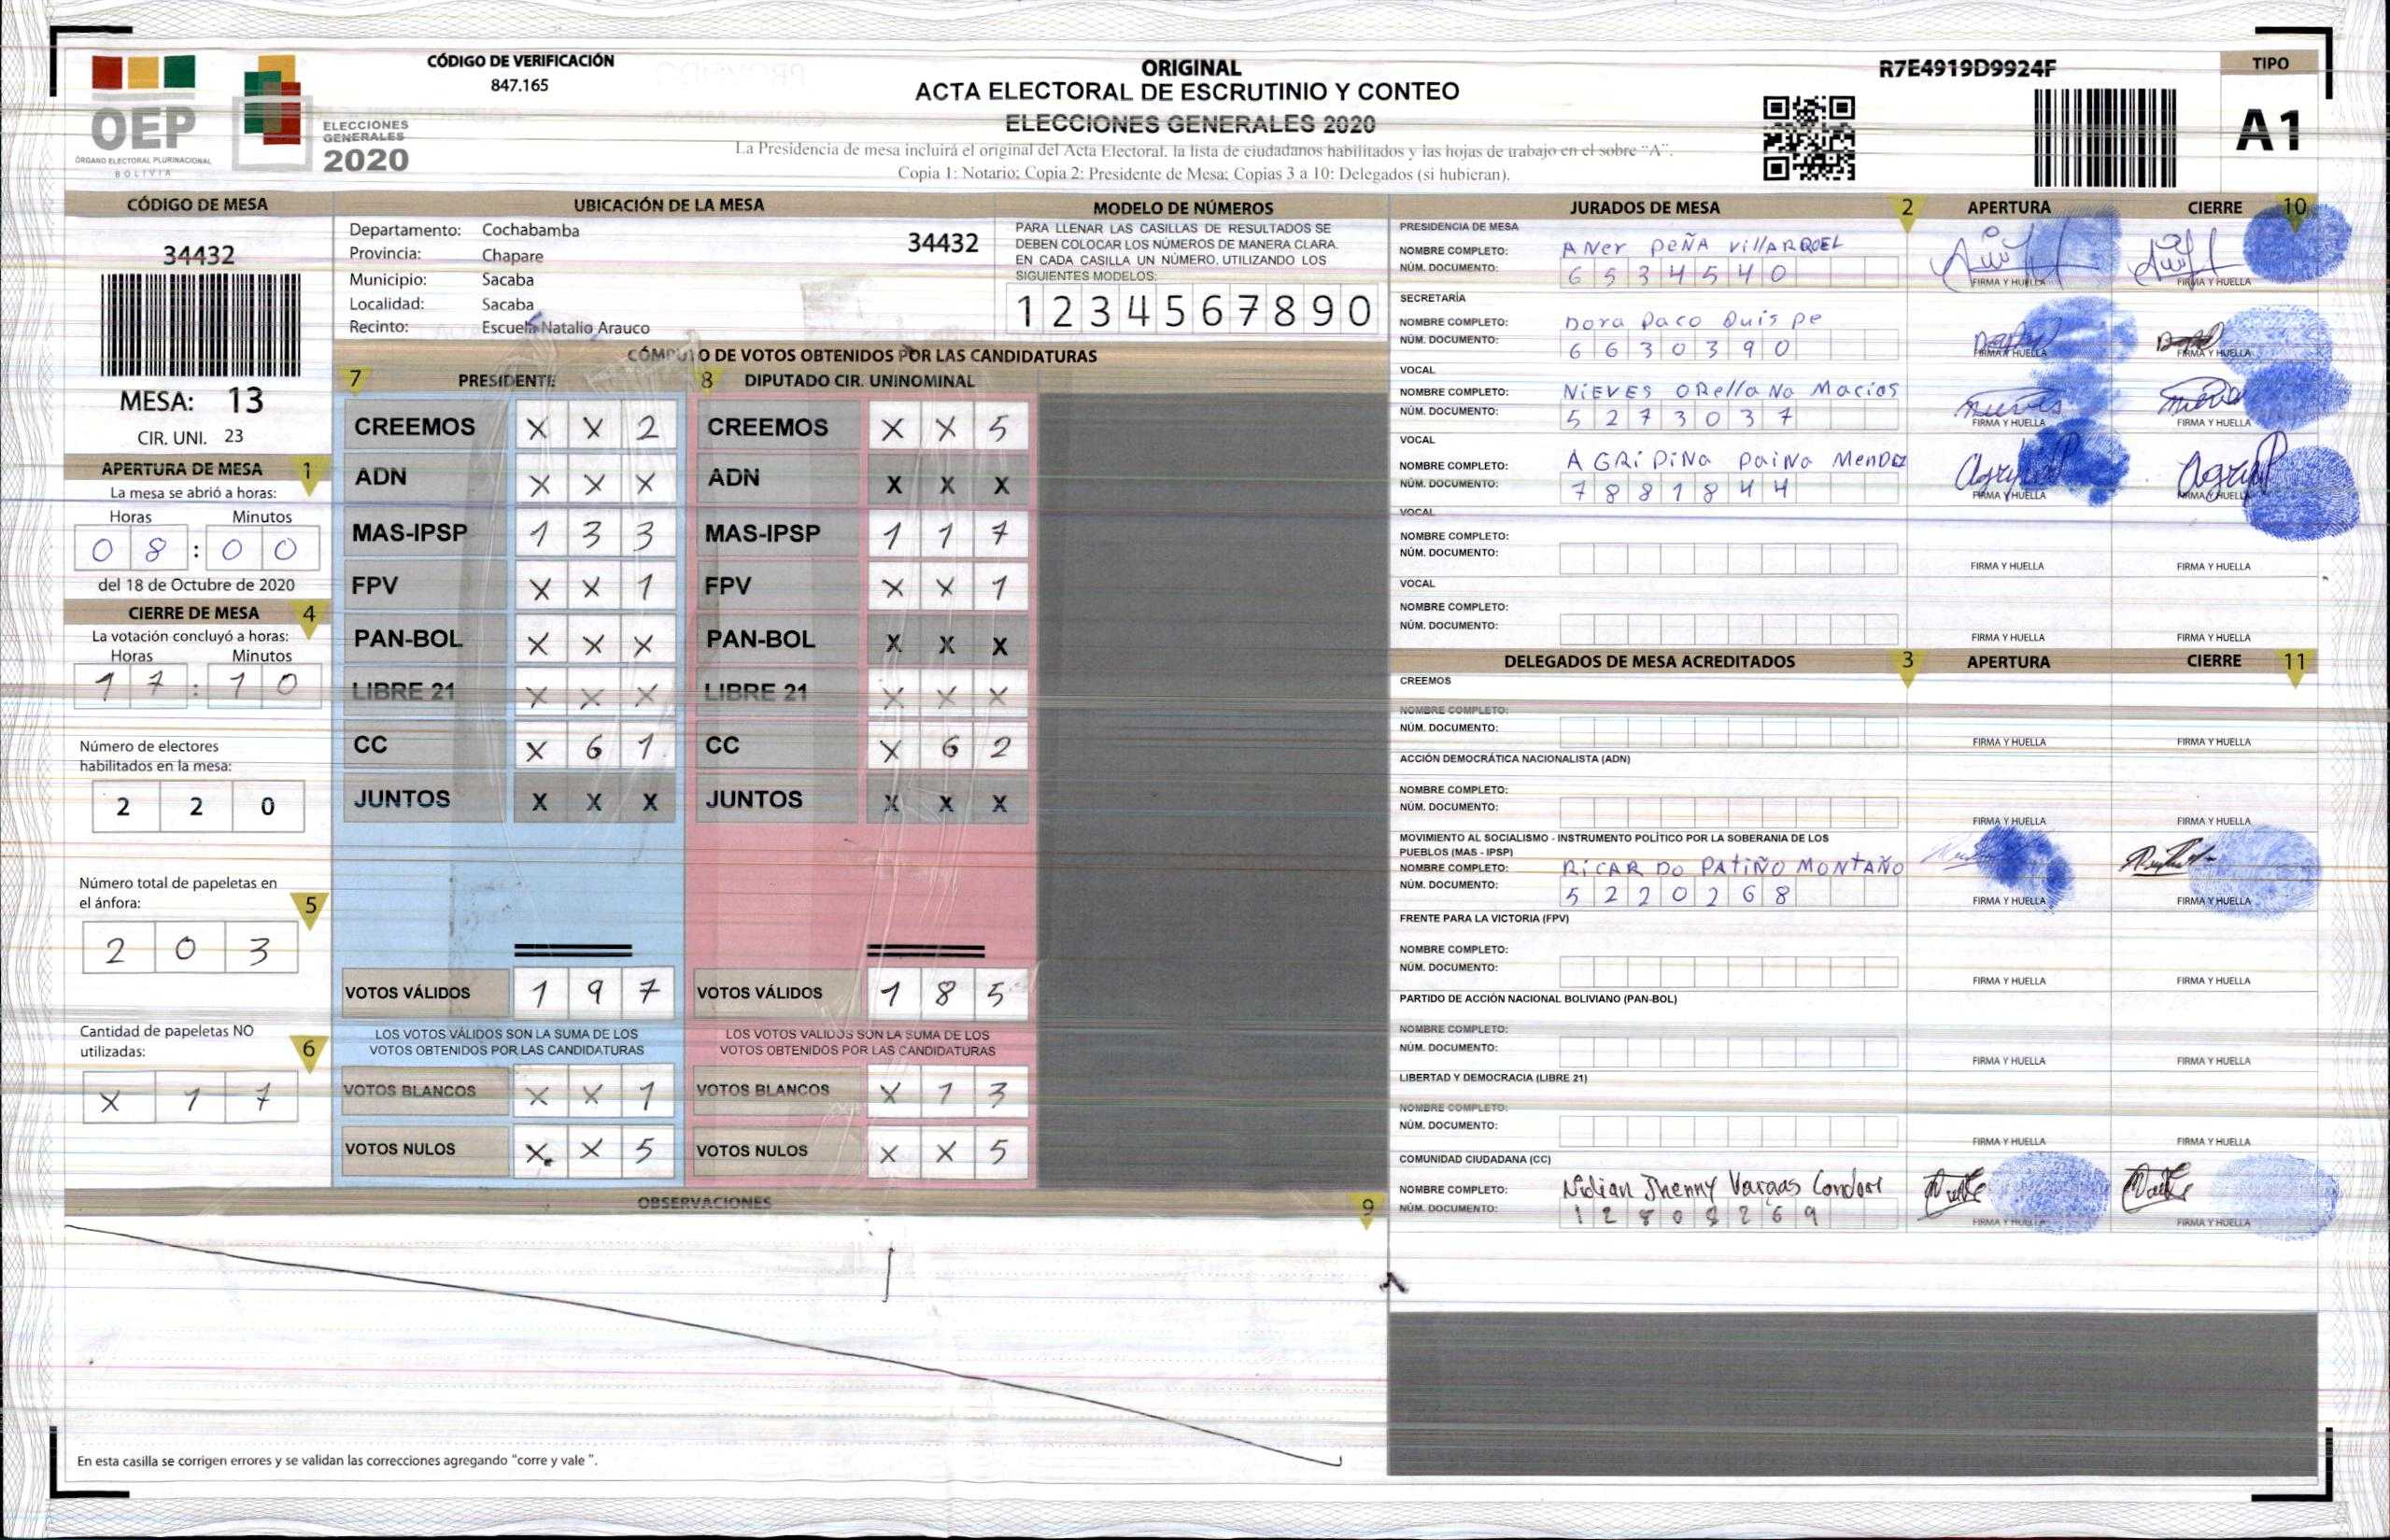 OEP
ÓRGANO ELECTORAL PLURINACIONAL
BOLIVIA
ELECCIONES
GENERALES
2020
CÓDIGO DE VERIFICACIÓN
847.165
ORIGINAL
ACTA ELECTORAL DE ESCRUTINIO Y CONTEO
ELECCIONES GENERALES 2020
La Presidencia de mesa incluirá el original del Acta Electoral, la lista de ciudadanos habilitados y las hojas de trabajo en el sobre "A".
Copia 1: Notario; Copia 2: Presidente de Mesa; Copias 3 a 10: Delegados (si hubieran).
R7E4919D9924F
TIPO
A1
CÓDIGO DE MESA
34432
MESA: 13
CIR. UNI. 23
APERTURA DE MESA 1
La mesa se abrió a horas:
Horas Minutos
0 8 : 0 0
del 18 de Octubre de 2020
CIERRE DE MESA 4
La votación concluyó a horas:
Horas Minutos
1 7 : 1 0
Número de electores
habilitados en la mesa:
2 2 0
Número total de papeletas en
el ánfora: 5
2 0 3
Cantidad de papeletas NO
utilizadas: 6
X 1 7
UBICACIÓN DE LA MESA
Departamento: Cochabamba
Provincia: Chapare
Municipio: Sacaba
Localidad: Sacaba
Recinto: Escuela Natalio Arauco
34432
MODELO DE NÚMEROS
PARA LLENAR LAS CASILLAS DE RESULTADOS SE
DEBEN COLOCAR LOS NÚMEROS DE MANERA CLARA.
EN CADA CASILLA UN NÚMERO, UTILIZANDO LOS
SIGUIENTES MODELOS:
1 2 3 4 5 6 7 8 9 0
CÓMPUTO DE VOTOS OBTENIDOS POR LAS CANDIDATURAS
7 PRESIDENTE 8 DIPUTADO CIR. UNINOMINAL
CREEMOS X X 2 CREEMOS X X 5
ADN X X X ADN X X X
MAS-IPSP 1 3 3 MAS-IPSP 1 1 7
FPV X X 1 FPV X X 1
PAN-BOL X X X PAN-BOL X X X
LIBRE 21 X X X LIBRE 21 X X X
CC X 6 1 CC X 6 2
JUNTOS X X X JUNTOS X X X
VOTOS VÁLIDOS 1 9 7 VOTOS VÁLIDOS 1 8 5
LOS VOTOS VÁLIDOS SON LA SUMA DE LOS LOS VOTOS VALIDOS SON LA SUMA DE LOS
VOTOS OBTENIDOS POR LAS CANDIDATURAS VOTOS OBTENIDOS POR LAS CANDIDATURAS
VOTOS BLANCOS X X 1 VOTOS BLANCOS X 1 3
VOTOS NULOS X X 5 VOTOS NULOS X X 5
OBSERVACIONES 9
En esta casilla se corrigen errores y se validan las correcciones agregando "corre y vale ".
JURADOS DE MESA 2 APERTURA CIERRE 10
PRESIDENCIA DE MESA
NOMBRE COMPLETO: ANer PEÑA VillARROEL
NÚM. DOCUMENTO: 6 5 3 4 5 4 0
FIRMA Y HUELLA FIRMA Y HUELLA
SECRETARÍA
NOMBRE COMPLETO: Dora Paco Quispe
NÚM. DOCUMENTO: 6 6 3 0 3 9 0
FIRMA Y HUELLA FIRMA Y HUELLA
VOCAL
NOMBRE COMPLETO: NiEVES ORellaNa Macias
NÚM. DOCUMENTO: 5 2 7 3 0 3 7
FIRMA Y HUELLA FIRMA Y HUELLA
VOCAL
NOMBRE COMPLETO: AGRiPiNa PaiNa MenDEZ
NÚM. DOCUMENTO: 7 8 8 1 8 4 4
FIRMA Y HUELLA FIRMA Y HUELLA
VOCAL
NOMBRE COMPLETO:
NÚM. DOCUMENTO:
FIRMA Y HUELLA FIRMA Y HUELLA
VOCAL
NOMBRE COMPLETO:
NÚM. DOCUMENTO:
FIRMA Y HUELLA FIRMA Y HUELLA
DELEGADOS DE MESA ACREDITADOS 3 APERTURA CIERRE 11
CREEMOS
NOMBRE COMPLETO:
NÚM. DOCUMENTO:
FIRMA Y HUELLA FIRMA Y HUELLA
ACCIÓN DEMOCRÁTICA NACIONALISTA (ADN)
NOMBRE COMPLETO:
NÚM. DOCUMENTO:
FIRMA Y HUELLA FIRMA Y HUELLA
MOVIMIENTO AL SOCIALISMO - INSTRUMENTO POLÍTICO POR LA SOBERANIA DE LOS
PUEBLOS (MAS - IPSP)
NOMBRE COMPLETO: RiCARDO PATiÑO MONTAÑO
NÚM. DOCUMENTO: 5 2 2 0 2 6 8
FIRMA Y HUELLA FIRMA Y HUELLA
FRENTE PARA LA VICTORIA (FPV)
NOMBRE COMPLETO:
NÚM. DOCUMENTO:
FIRMA Y HUELLA FIRMA Y HUELLA
PARTIDO DE ACCIÓN NACIONAL BOLIVIANO (PAN-BOL)
NOMBRE COMPLETO:
NÚM. DOCUMENTO:
FIRMA Y HUELLA FIRMA Y HUELLA
LIBERTAD Y DEMOCRACIA (LIBRE 21)
NOMBRE COMPLETO:
NÚM. DOCUMENTO:
FIRMA Y HUELLA FIRMA Y HUELLA
COMUNIDAD CIUDADANA (CC)
NOMBRE COMPLETO: Nidian Jhenny Vargas Condori
NÚM. DOCUMENTO: 1 2 8 0 8 2 6 9
FIRMA Y HUELLA FIRMA Y HUELLA